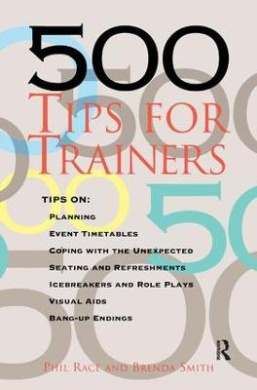 500
TIPS FOR
TRAINERS
TIPS ON:
PLANNING
EVENT TIMETABLES
COPING WITH THE UNEXPECTED
SEATING AND REFRESHMENTS
ICEBREAKERS AND ROLE PLAYS
VISUAL AIDS
BANG-UP ENDINGS
PHIL RACE AND BRENDA SMITH
R